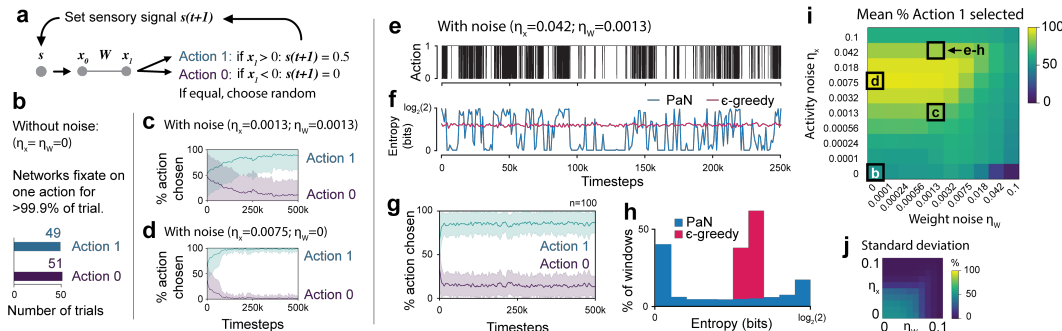 a
Set sensory signal s(t+1)
s
x0 W x1
Action 1: if x1 > 0: s(t+1) = 0.5
Action 0: if x1 < 0: s(t+1) = 0
If equal, choose random
b
Without noise:
(ηx= ηW=0)
Networks fixate on
one action for
>99.9% of trial.
49
Action 1
51
Action 0
0 50
Number of trials
c With noise (ηx=0.0013; ηW=0.0013)
100
50
0
% action
chosen
Action 1
Action 0
0 250k 500k
d With noise (ηx=0.0075; ηW=0)
100
50
0
% action
chosen
Action 1
Action 0
0 250k 500k
Timesteps
e With noise (ηx=0.042; ηW=0.0013)
Action
1
0
f
log2(2)
Entropy
(bits)
0
PaN ε-greedy
0 50k 100k 150k 200k 250k
Timesteps
g
n=100
100
50
0
% action chosen
Action 1
Action 0
0 250k 500k
Timesteps
h
PaN
ε-greedy
50
0
% of windows
0 log2(2)
Entropy (bits)
i
Mean % Action 1 selected
Activity noise ηx
0.1
0.042
0.018
0.0075
0.0032
0.0013
0.00056
0.00024
0.0001
0
e-h
d
c
b
0 0.0001 0.00024 0.00056 0.0013 0.0032 0.0075 0.018 0.042 0.1
Weight noise ηW
100
80
60
40
20
0
j Standard deviation
0.1
ηx
0
0 ηW 0.1
%
100
50
0